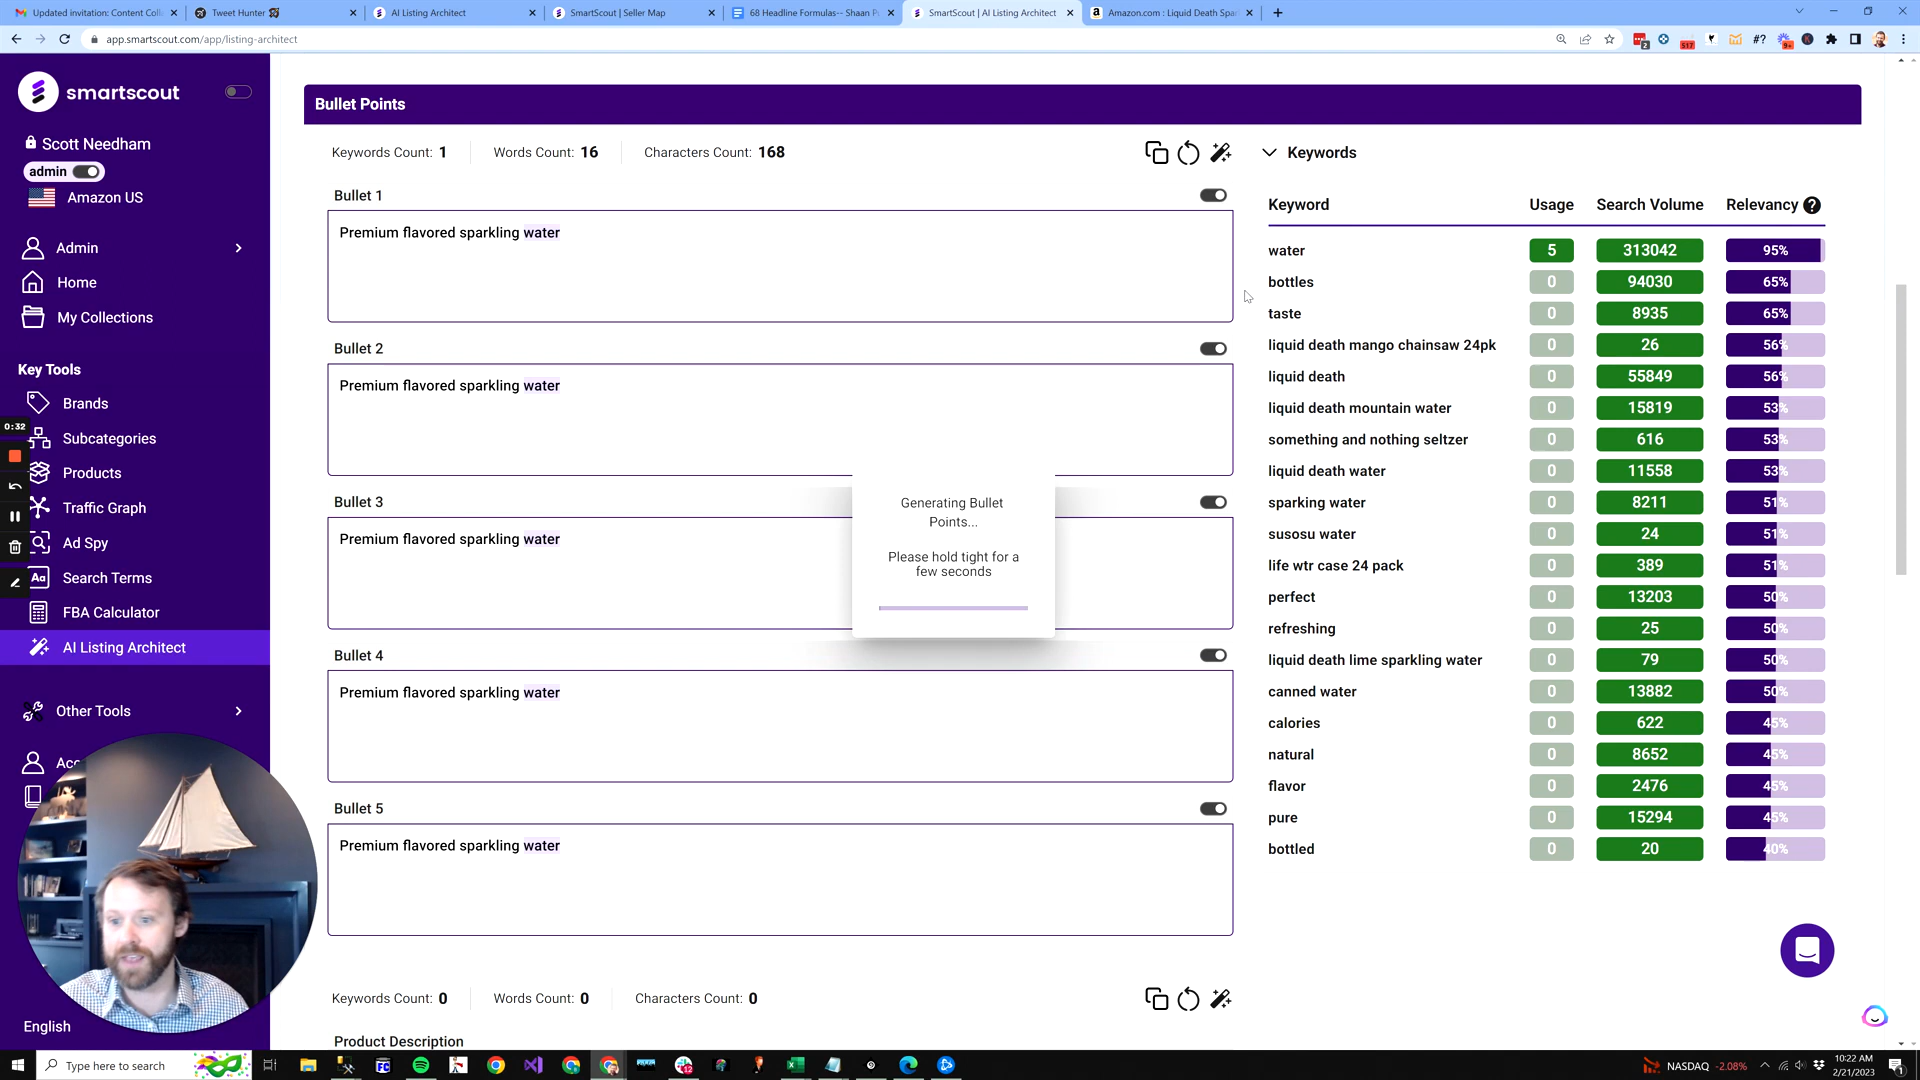 Updated invitation: Content Coll
Tweet Hunter
AI Listing Architect
SmartScout | Seller Map
68 Headline Formulas-- Shaan P
SmartScout | AI Listing Architect
Amazon.com : Liquid Death Spar
app.smartscout.com/app/listing-architect
smartscout
Scott Needham
admin
Amazon US
Admin
Home
My Collections
Key Tools
Brands
0:32
Subcategories
Products
Traffic Graph
Ad Spy
Search Terms
FBA Calculator
AI Listing Architect
Other Tools
Acc
English
Bullet Points
Keywords Count: 1 Words Count: 16 Characters Count: 168
Bullet 1
Premium flavored sparkling water
Bullet 2
Premium flavored sparkling water
Bullet 3
Premium flavored sparkling water
Bullet 4
Premium flavored sparkling water
Bullet 5
Premium flavored sparkling water
Generating Bullet
Points...
Please hold tight for a
few seconds
Keywords Count: 0 Words Count: 0 Characters Count: 0
Product Description
Keywords
Keyword Usage Search Volume Relevancy ?
water 5 313042 95%
bottles 0 94030 65%
taste 0 8935 65%
liquid death mango chainsaw 24pk 0 26 56%
liquid death 0 55849 56%
liquid death mountain water 0 15819 53%
something and nothing seltzer 0 616 53%
liquid death water 0 11558 53%
sparking water 0 8211 51%
susosu water 0 24 51%
life wtr case 24 pack 0 389 51%
perfect 0 13203 50%
refreshing 0 25 50%
liquid death lime sparkling water 0 79 50%
canned water 0 13882 50%
calories 0 622 45%
natural 0 8652 45%
flavor 0 2476 45%
pure 0 15294 45%
bottled 0 20 40%
Type here to search
NASDAQ -2.08%
10:22 AM
2/21/2023